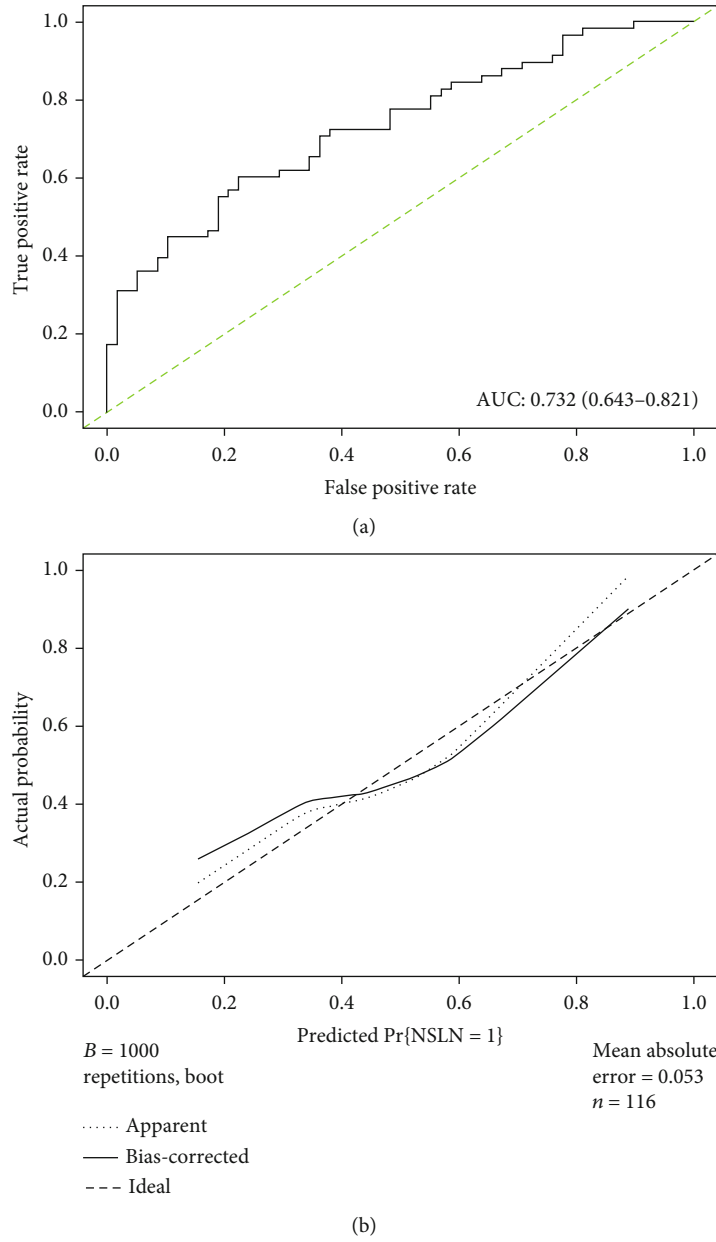 1.0
0.8
0.6
0.4
0.2
0.0
True positive rate
AUC: 0.732 (0.643–0.821)
0.0 0.2 0.4 0.6 0.8 1.0
False positive rate
(a)
1.0
0.8
0.6
0.4
0.2
0.0
Actual probability
0.0 0.2 0.4 0.6 0.8 1.0
Predicted Pr{NSLN = 1}
B = 1000
repetitions, boot
Mean absolute
error = 0.053
n = 116
Apparent
Bias-corrected
Ideal
(b)